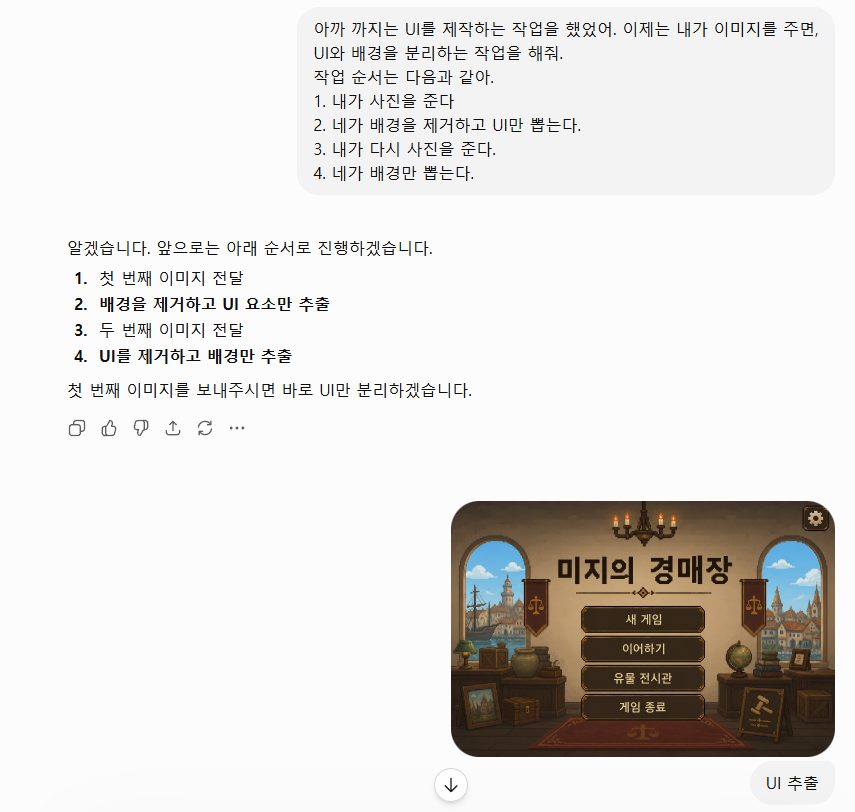 아까 까지는 UI를 제작하는 작업을 했었어. 이제는 내가 이미지를 주면,
UI와 배경을 분리하는 작업을 해줘.
작업 순서는 다음과 같아.
1. 내가 사진을 준다
2. 네가 배경을 제거하고 UI만 뽑는다.
3. 내가 다시 사진을 준다.
4. 네가 배경만 뽑는다.
알겠습니다. 앞으로는 아래 순서로 진행하겠습니다.
1. 첫 번째 이미지 전달
2. 배경을 제거하고 UI 요소만 추출
3. 두 번째 이미지 전달
4. UI를 제거하고 배경만 추출
첫 번째 이미지를 보내주시면 바로 UI만 분리하겠습니다.
미지의 경매장
새 게임
이어하기
유물 전시관
게임 종료
UI 추출